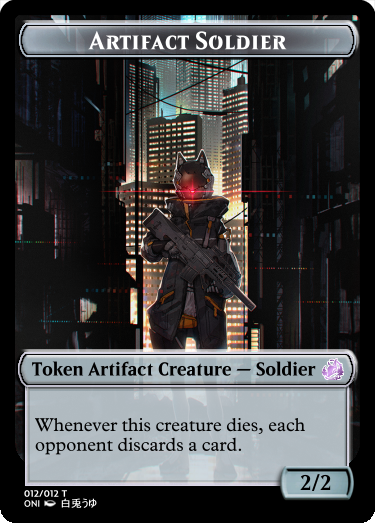 Artifact Soldier
Token Artifact Creature — Soldier
Whenever this creature dies, each
opponent discards a card.
2/2
012/012 T
ONI 白兎うゆ